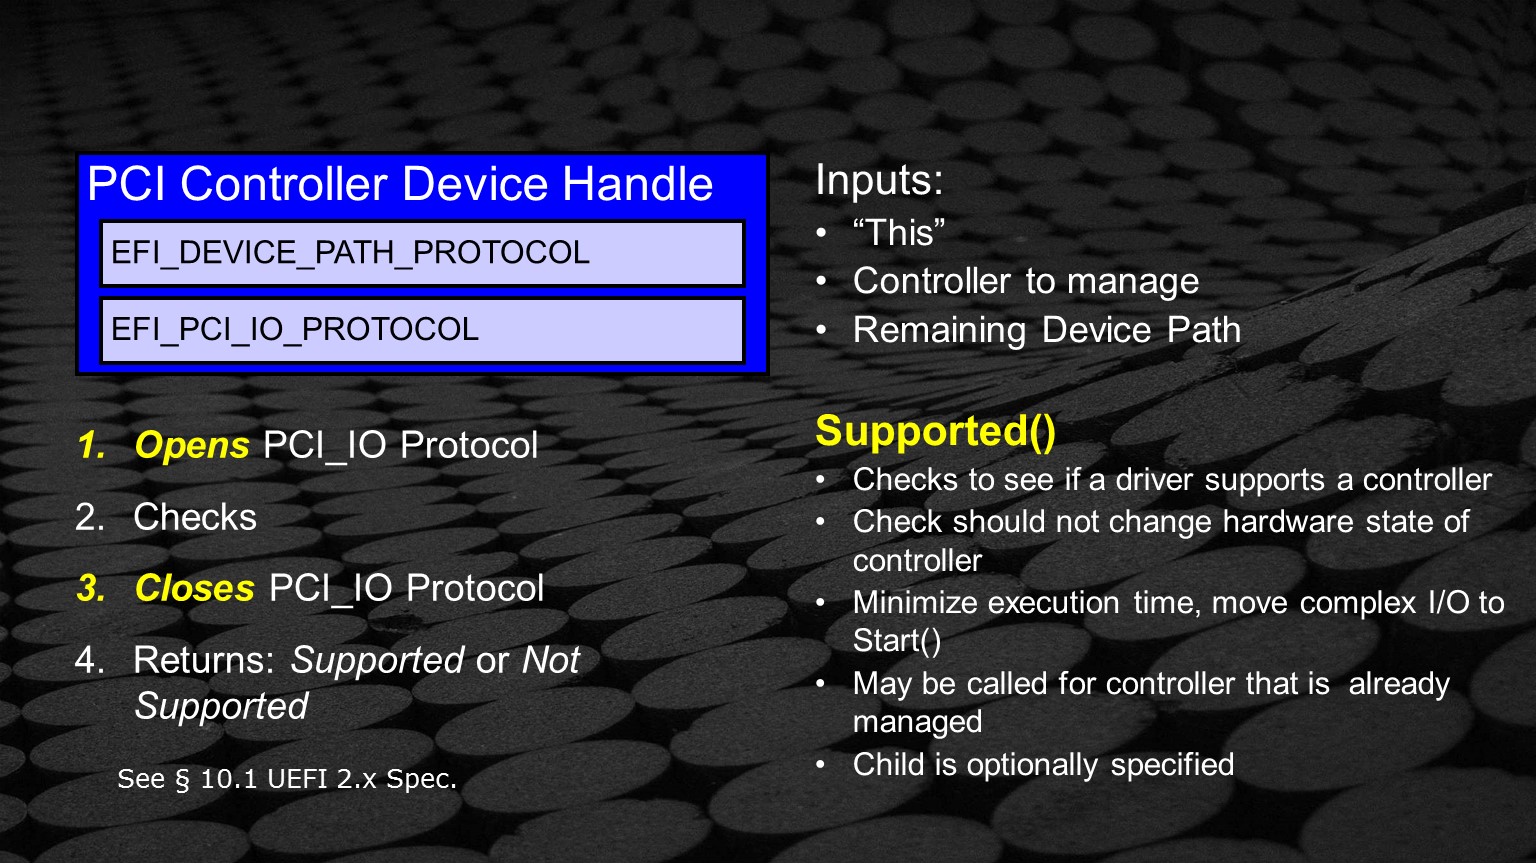 PCI Controller Device Handle
EFI_DEVICE_PATH_PROTOCOL
EFI_PCI_IO_PROTOCOL
1. Opens PCI_IO Protocol
2. Checks
3. Closes PCI_IO Protocol
4. Returns: Supported or Not
Supported
See § 10.1 UEFI 2.x Spec.
Inputs:
• “This”
• Controller to manage
• Remaining Device Path
Supported()
• Checks to see if a driver supports a controller
• Check should not change hardware state of
controller
• Minimize execution time, move complex I/O to
Start()
• May be called for controller that is already
managed
• Child is optionally specified